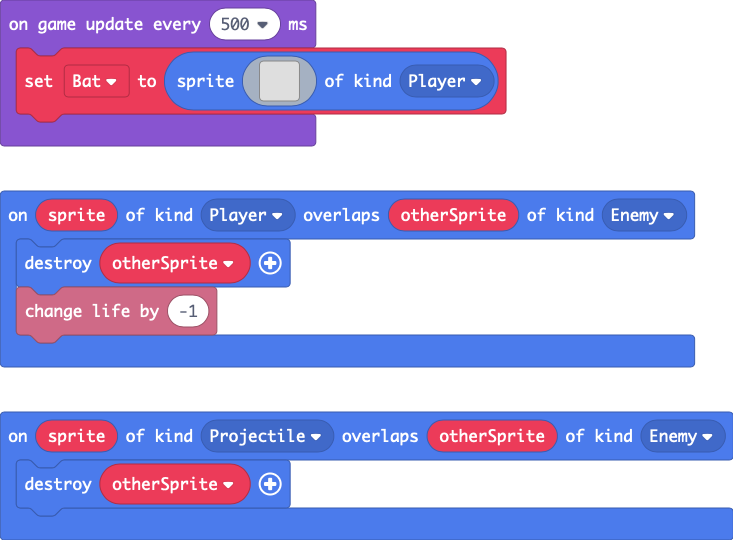 on game update every 500 ms
set Bat to sprite of kind Player
on sprite of kind Player overlaps otherSprite of kind Enemy
destroy otherSprite
change life by -1
on sprite of kind Projectile overlaps otherSprite of kind Enemy
destroy otherSprite